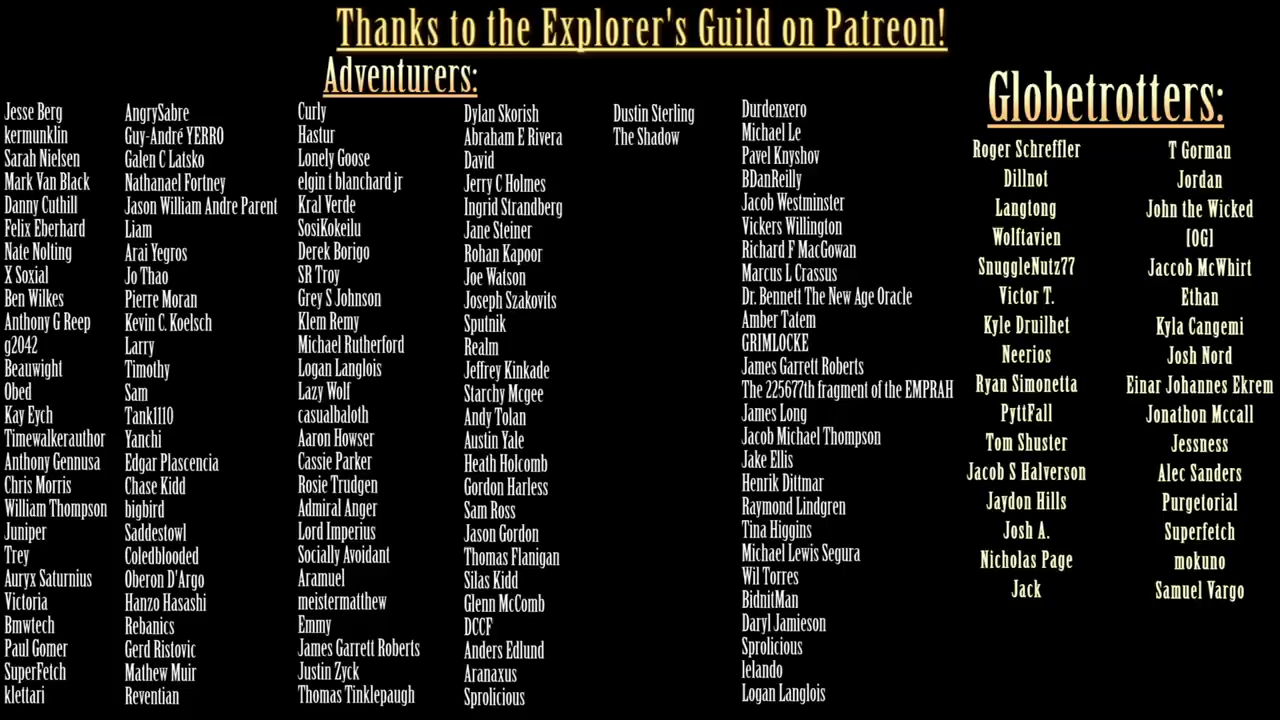 Thanks to the Explorer's Guild on Patreon!
Adventurers:
Jesse Berg
kermunklin
Sarah Nielsen
Mark Van Black
Danny Cuthill
Felix Eberhard
Nate Nolting
X Soxial
Ben Wilkes
Anthony G Reep
g2042
Beauwight
Obed
Kay Eych
Timewalkerauthor
Anthony Gennusa
Chris Morris
William Thompson
Juniper
Trey
Auryx Saturnius
Victoria
Bmwtech
Paul Gomer
SuperFetch
klettari
AngrySabre
Guy-André YERRO
Galen C Latsko
Nathanael Fortney
Jason William Andre Parent
Liam
Arai Yegros
Jo Thao
Pierre Moran
Kevin C. Koelsch
Larry
Timothy
Sam
Tank1110
Yanchi
Edgar Plascencia
Chase Kidd
bigbird
Saddestowl
Coledblooded
Oberon D'Argo
Hanzo Hasashi
Rebanics
Gerd Ristovic
Mathew Muir
Reventian
Curly
Hastur
Lonely Goose
elgin t blanchard jr
Kral Verde
SosiKokeilu
Derek Borigo
SR Troy
Grey S Johnson
Klem Remy
Michael Rutherford
Logan Langlois
Lazy Wolf
casualbaloth
Aaron Howser
Cassie Parker
Rosie Trudgen
Admiral Anger
Lord Imperius
Socially Avoidant
Aramuel
meistermatthew
Emmy
James Garrett Roberts
Justin Zyck
Thomas Tinklepaugh
Dylan Skorish
Abraham E Rivera
David
Jerry C Holmes
Ingrid Strandberg
Jane Steiner
Rohan Kapoor
Joe Watson
Joseph Szakovits
Sputnik
Realm
Jeffrey Kinkade
Starchy Mcgee
Andy Tolan
Austin Yale
Heath Holcomb
Gordon Harless
Sam Ross
Jason Gordon
Thomas Flanigan
Silas Kidd
Glenn McComb
DCCF
Anders Edlund
Aranaxus
Sprolicious
Dustin Sterling
The Shadow
Durdenxero
Michael Le
Pavel Knyshov
BDanReilly
Jacob Westminster
Vickers Willington
Richard F MacGowan
Marcus L Crassus
Dr. Bennett The New Age Oracle
Amber Tatem
GRIMLOCKE
James Garrett Roberts
The 225677th fragment of the EMPRAH
James Long
Jacob Michael Thompson
Jake Ellis
Henrik Dittmar
Raymond Lindgren
Tina Higgins
Michael Lewis Segura
Wil Torres
BidnitMan
Daryl Jamieson
Sprolicious
lelando
Logan Langlois
Globetrotters:
Roger Schreffler
Dillnot
Langtong
Wolftavien
SnuggleNutz77
Victor T.
Kyle Druilhet
Neerios
Ryan Simonetta
PyttFall
Tom Shuster
Jacob S Halverson
Jaydon Hills
Josh A.
Nicholas Page
Jack
T Gorman
Jordan
John the Wicked
[OG]
Jaccob McWhirt
Ethan
Kyla Cangemi
Josh Nord
Einar Johannes Ekrem
Jonathon Mccall
Jessness
Alec Sanders
Purgetorial
Superfetch
mokuno
Samuel Vargo